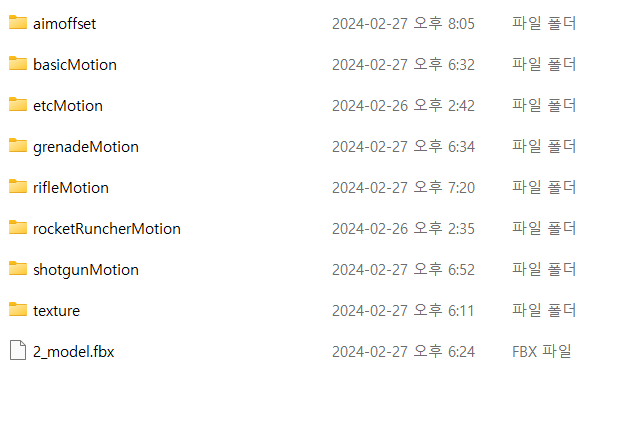 aimoffset 2024-02-27 오후 8:05 파일 폴더
basicMotion 2024-02-27 오후 6:32 파일 폴더
etcMotion 2024-02-26 오후 2:42 파일 폴더
grenadeMotion 2024-02-27 오후 6:34 파일 폴더
rifleMotion 2024-02-27 오후 7:20 파일 폴더
rocketRuncherMotion 2024-02-26 오후 2:35 파일 폴더
shotgunMotion 2024-02-27 오후 6:52 파일 폴더
texture 2024-02-27 오후 6:11 파일 폴더
2_model.fbx 2024-02-27 오후 6:24 FBX 파일